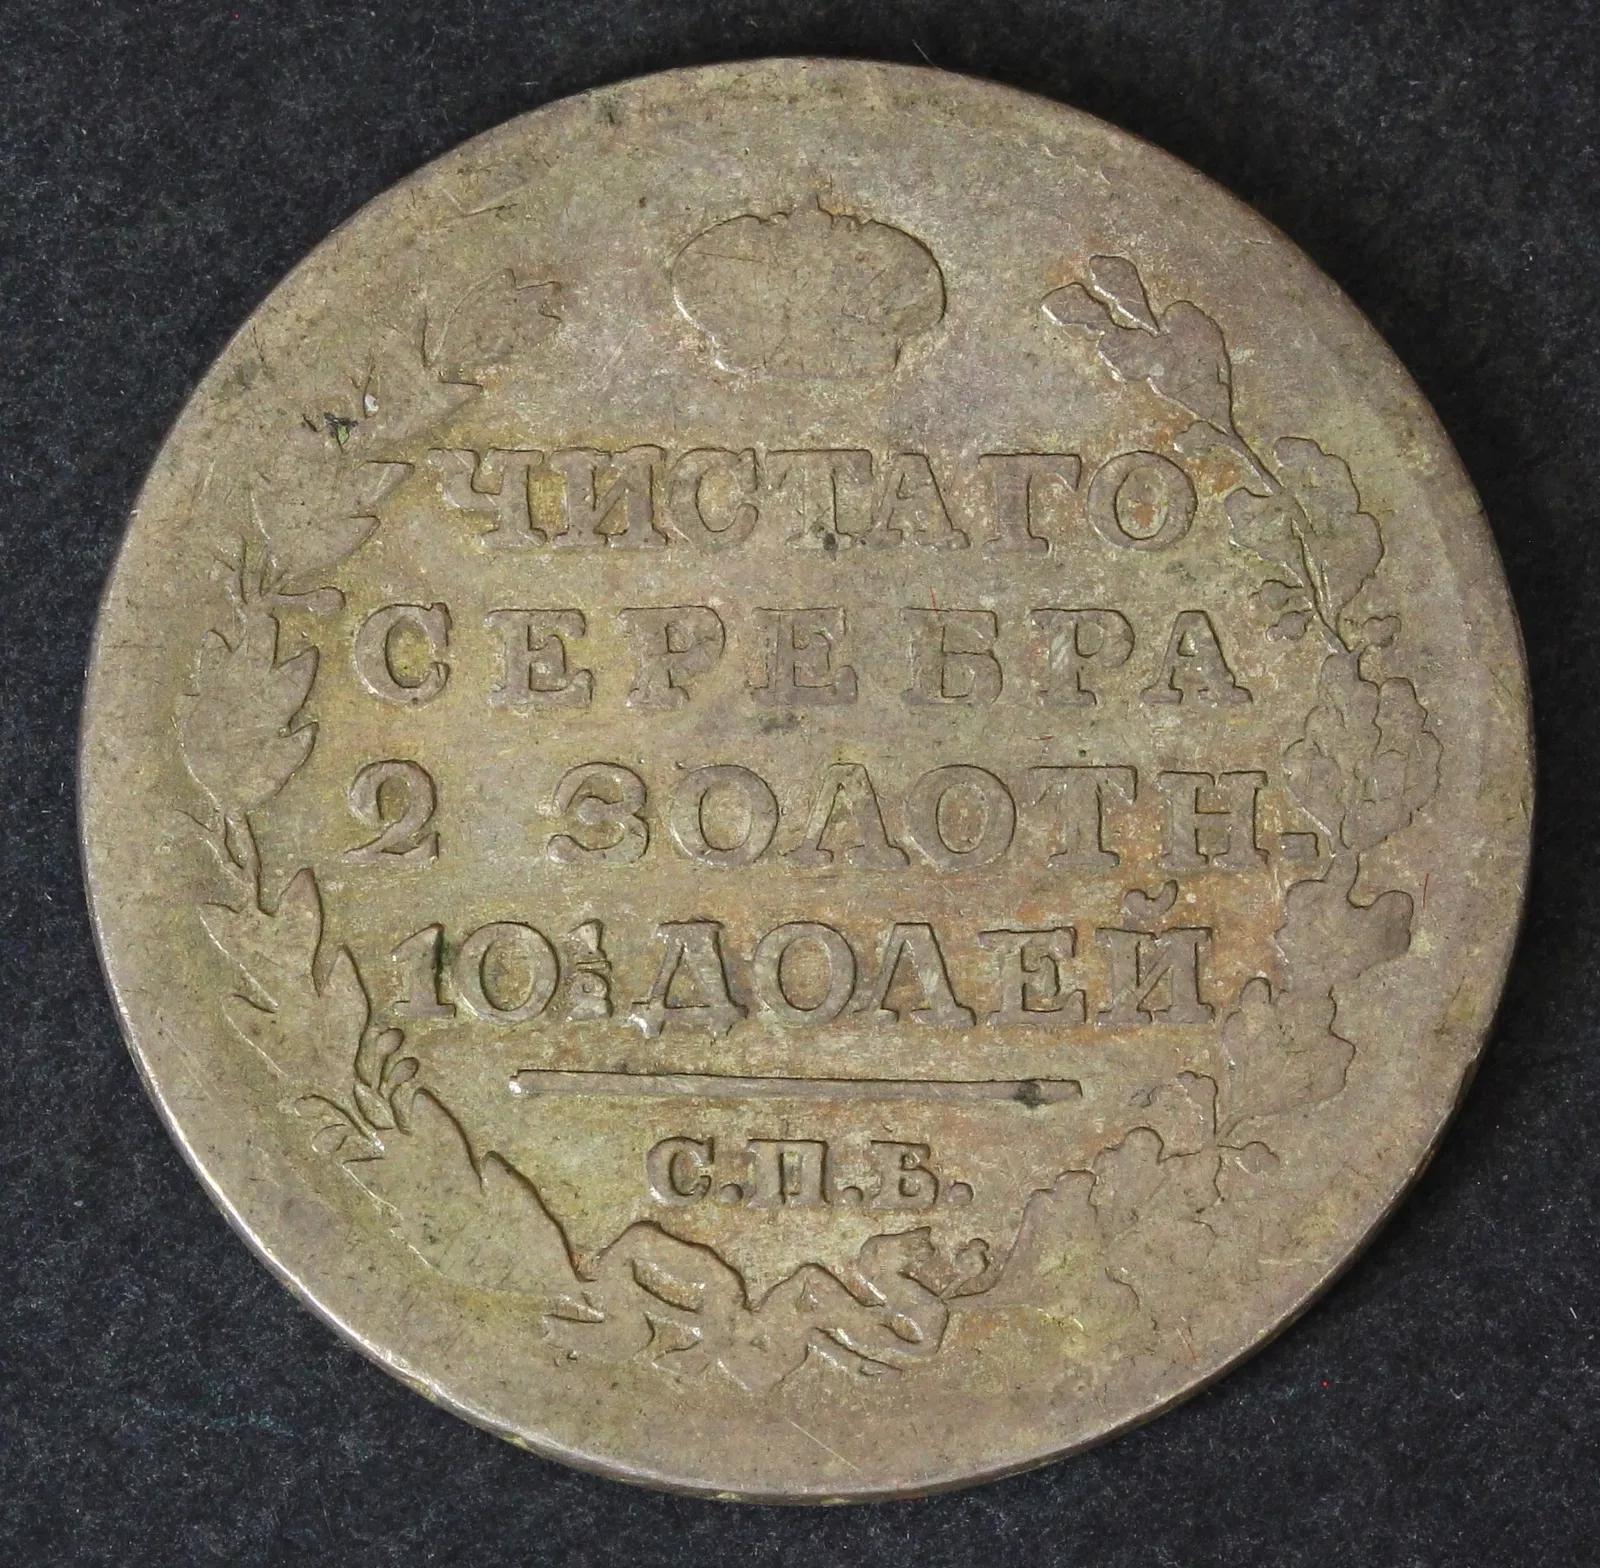 ЧИСТАГО
СЕРЕБРА
2 ЗОЛОТН.
10½ ДОЛЕЙ
С.П.Б.